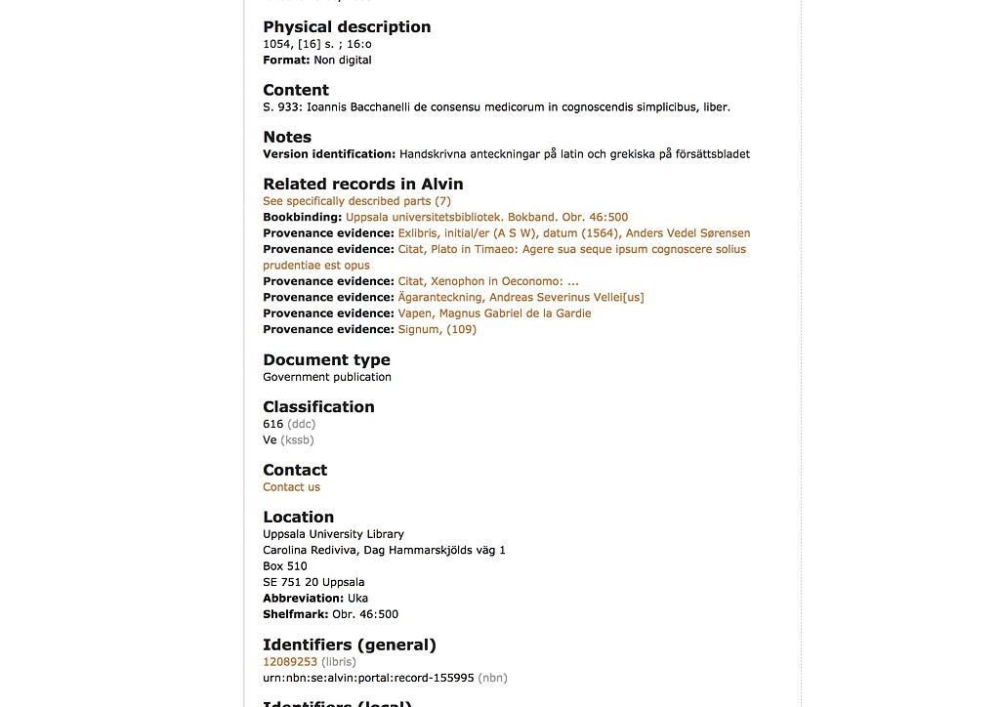 Physical description
1054, [16] s. ; 16:o
Format: Non digital
Content
S. 933: Ioannis Bacchanelli de consensu medicorum in cognoscendis simplicibus, liber.
Notes
Version identification: Handskrivna anteckningar på latin och grekiska på försättsbladet
Related records in Alvin
See specifically described parts (7)
Bookbinding: Uppsala universitetsbibliotek. Bokband. Obr. 46:500
Provenance evidence: Exlibris, initial/er (A S W), datum (1564), Anders Vedel Sørensen
Provenance evidence: Citat, Plato in Timaeo: Agere sua seque ipsum cognoscere solius
prudentiae est opus
Provenance evidence: Citat, Xenophon in Oeconomo: ...
Provenance evidence: Ägaranteckning, Andreas Severinus Vellei[us]
Provenance evidence: Vapen, Magnus Gabriel de la Gardie
Provenance evidence: Signum, (109)
Document type
Government publication
Classification
616 (ddc)
Ve (kssb)
Contact
Contact us
Location
Uppsala University Library
Carolina Rediviva, Dag Hammarskjölds väg 1
Box 510
SE 751 20 Uppsala
Abbreviation: Uka
Shelfmark: Obr. 46:500
Identifiers (general)
12089253 (libris)
urn:nbn:se:alvin:portal:record-155995 (nbn)
Identifiers (local)